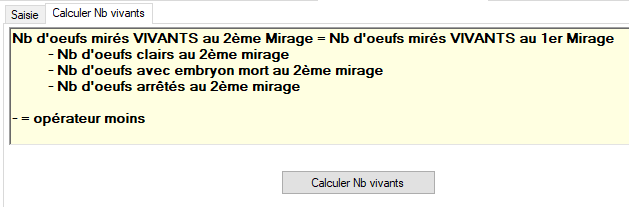 Saisie
Calculer Nb vivants
Nb d'oeufs mirés VIVANTS au 2ème Mirage = Nb d'oeufs mirés VIVANTS au 1er Mirage
- Nb d'oeufs clairs au 2ème mirage
- Nb d'oeufs avec embryon mort au 2ème mirage
- Nb d'oeufs arrêtés au 2ème mirage
- = opérateur moins
Calculer Nb vivants